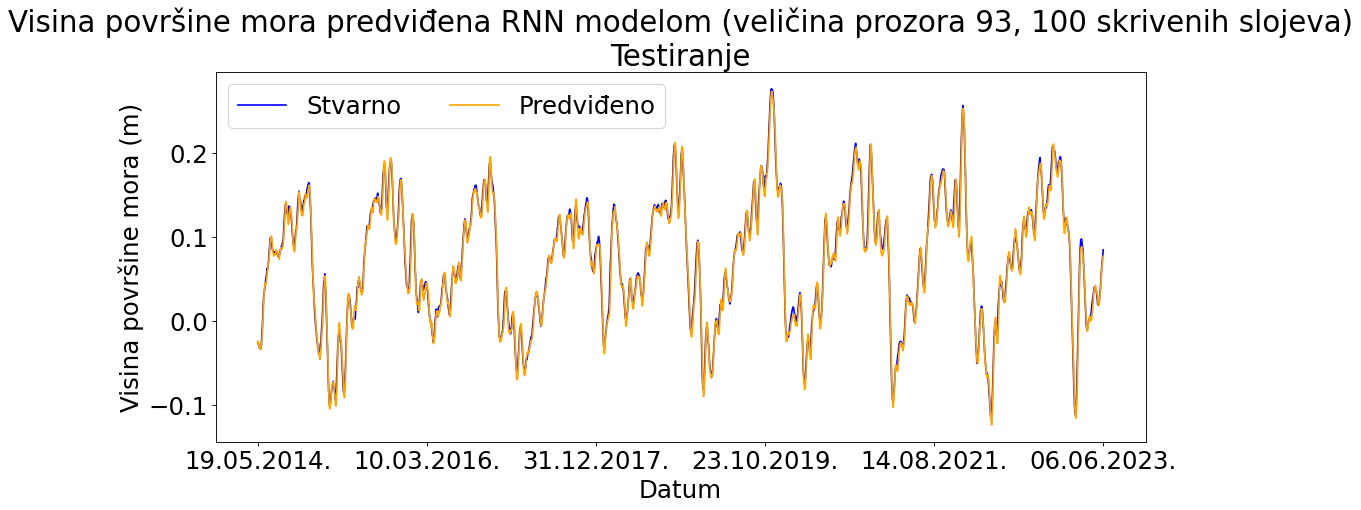 Visina površine mora predviđena RNN modelom (veličina prozora 93, 100 skrivenih slojeva)
Testiranje
Stvarno
Predviđeno
Visina površine mora (m)
0.2
0.1
0.0
−0.1
19.05.2014.
10.03.2016.
31.12.2017.
23.10.2019.
14.08.2021.
06.06.2023.
Datum